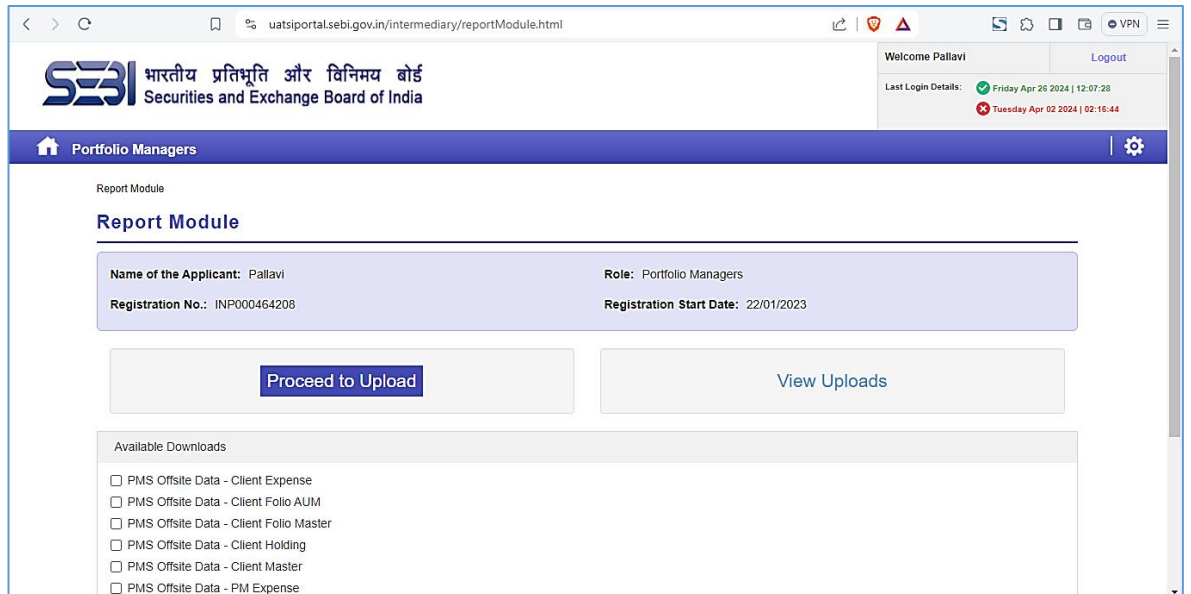 uatsiportal.sebi.gov.in/intermediary/reportModule.html
VPN
SEBI
भारतीय प्रतिभूति और विनिमय बोर्ड
Securities and Exchange Board of India
Welcome Pallavi
Logout
Last Login Details: Friday Apr 26 2024 | 12:07:28
Tuesday Apr 02 2024 | 02:16:44
Portfolio Managers
Report Module
Report Module
Name of the Applicant: Pallavi
Role: Portfolio Managers
Registration No.: INP000464208
Registration Start Date: 22/01/2023
Proceed to Upload
View Uploads
Available Downloads
PMS Offsite Data - Client Expense
PMS Offsite Data - Client Folio AUM
PMS Offsite Data - Client Folio Master
PMS Offsite Data - Client Holding
PMS Offsite Data - Client Master
PMS Offsite Data - PM Expense